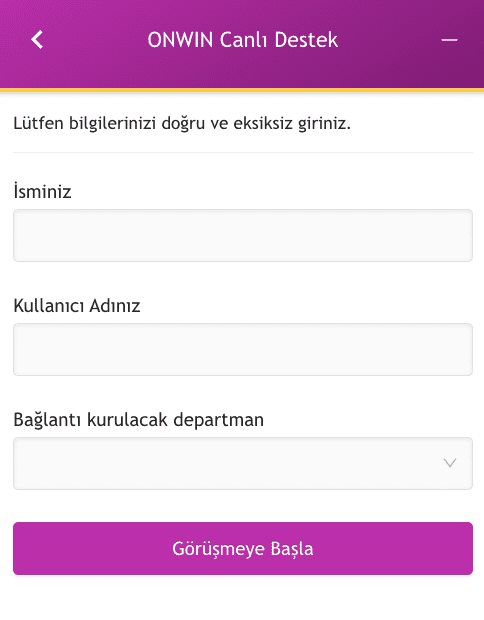 ONWIN Canlı Destek
Lütfen bilgilerinizi doğru ve eksiksiz giriniz.
İsminiz
Kullanıcı Adınız
Bağlantı kurulacak departman
Görüşmeye Başla